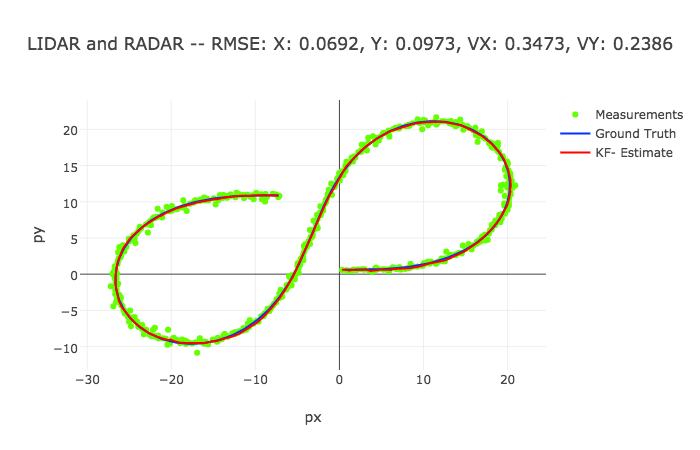 LIDAR and RADAR -- RMSE: X: 0.0692, Y: 0.0973, VX: 0.3473, VY: 0.2386
Measurements
Ground Truth
KF- Estimate
20
15
10
5
0
−5
−10
py
−30
−20
−10
0
10
20
px